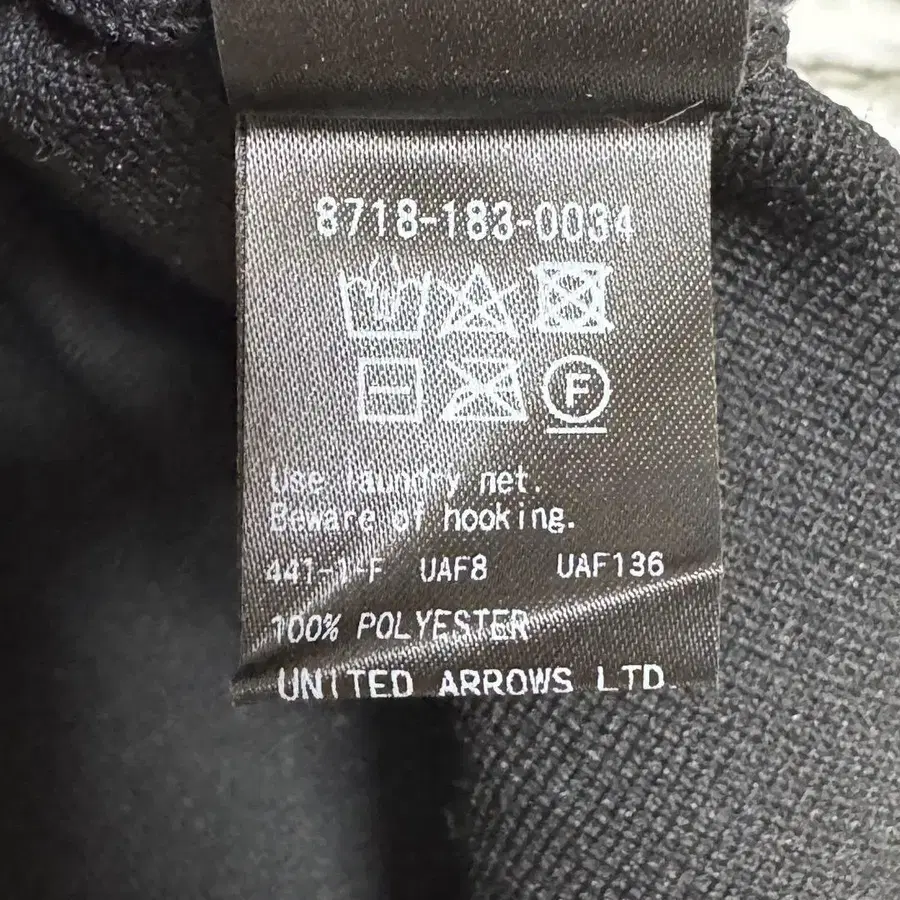 8718-183-0034
F
Use laundry net.
Beware of hooking.
441-1-F UAF8 UAF136
100% POLYESTER
UNITED ARROWS LTD.